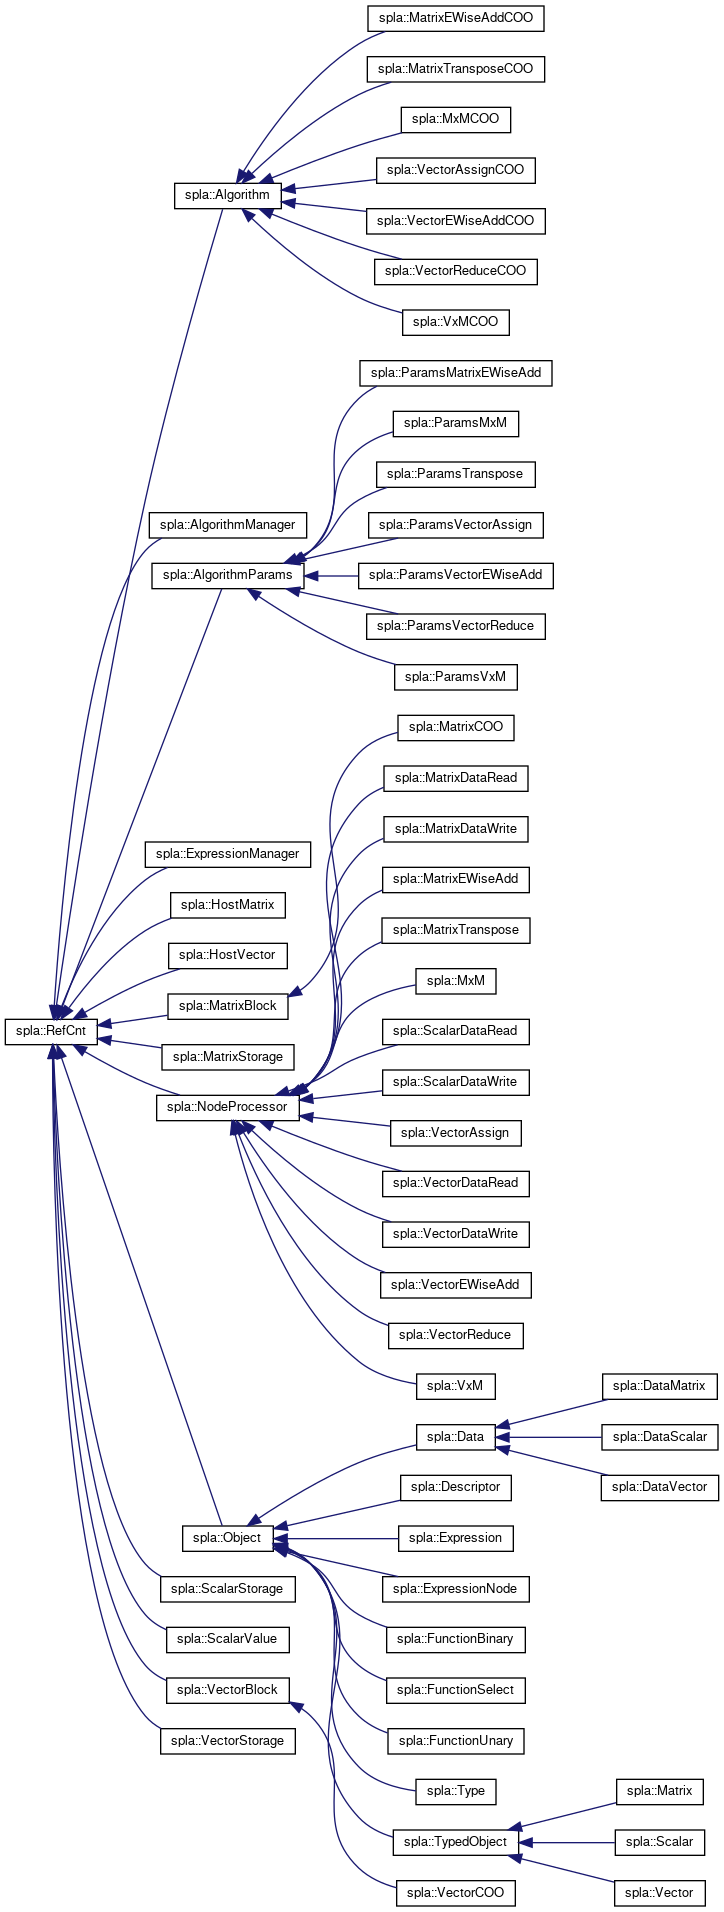 spla::MatrixEWiseAddCOO
spla::MatrixTransposeCOO
spla::MxMCOO
spla::VectorAssignCOO
spla::Algorithm
spla::VectorEWiseAddCOO
spla::VectorReduceCOO
spla::VxMCOO
spla::ParamsMatrixEWiseAdd
spla::ParamsMxM
spla::ParamsTranspose
spla::AlgorithmManager
spla::ParamsVectorAssign
spla::AlgorithmParams
spla::ParamsVectorEWiseAdd
spla::ParamsVectorReduce
spla::ParamsVxM
spla::MatrixCOO
spla::MatrixDataRead
spla::MatrixDataWrite
spla::ExpressionManager
spla::MatrixEWiseAdd
spla::HostMatrix
spla::MatrixTranspose
spla::HostVector
spla::MxM
spla::MatrixBlock
spla::RefCnt
spla::ScalarDataRead
spla::MatrixStorage
spla::ScalarDataWrite
spla::NodeProcessor
spla::VectorAssign
spla::VectorDataRead
spla::VectorDataWrite
spla::VectorEWiseAdd
spla::VectorReduce
spla::VxM
spla::DataMatrix
spla::Data
spla::DataScalar
spla::Descriptor
spla::DataVector
spla::Object
spla::Expression
spla::ScalarStorage
spla::ExpressionNode
spla::ScalarValue
spla::FunctionBinary
spla::VectorBlock
spla::FunctionSelect
spla::VectorStorage
spla::FunctionUnary
spla::Type
spla::Matrix
spla::TypedObject
spla::Scalar
spla::VectorCOO
spla::Vector